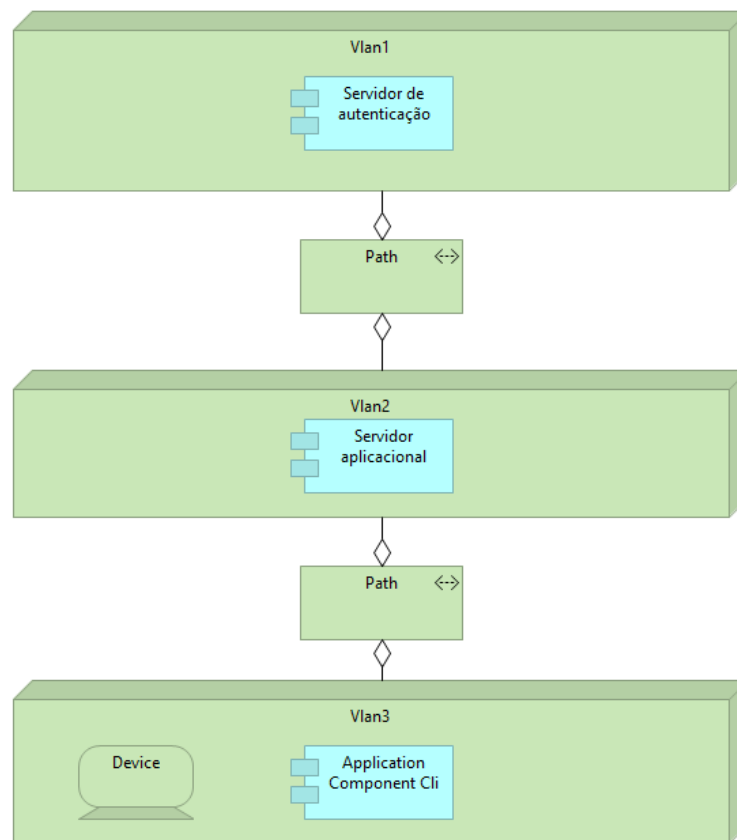 Vlan1
Servidor de
autenticação
Path
Vlan2
Servidor
aplicacional
Path
Vlan3
Device
Application
Component Cli